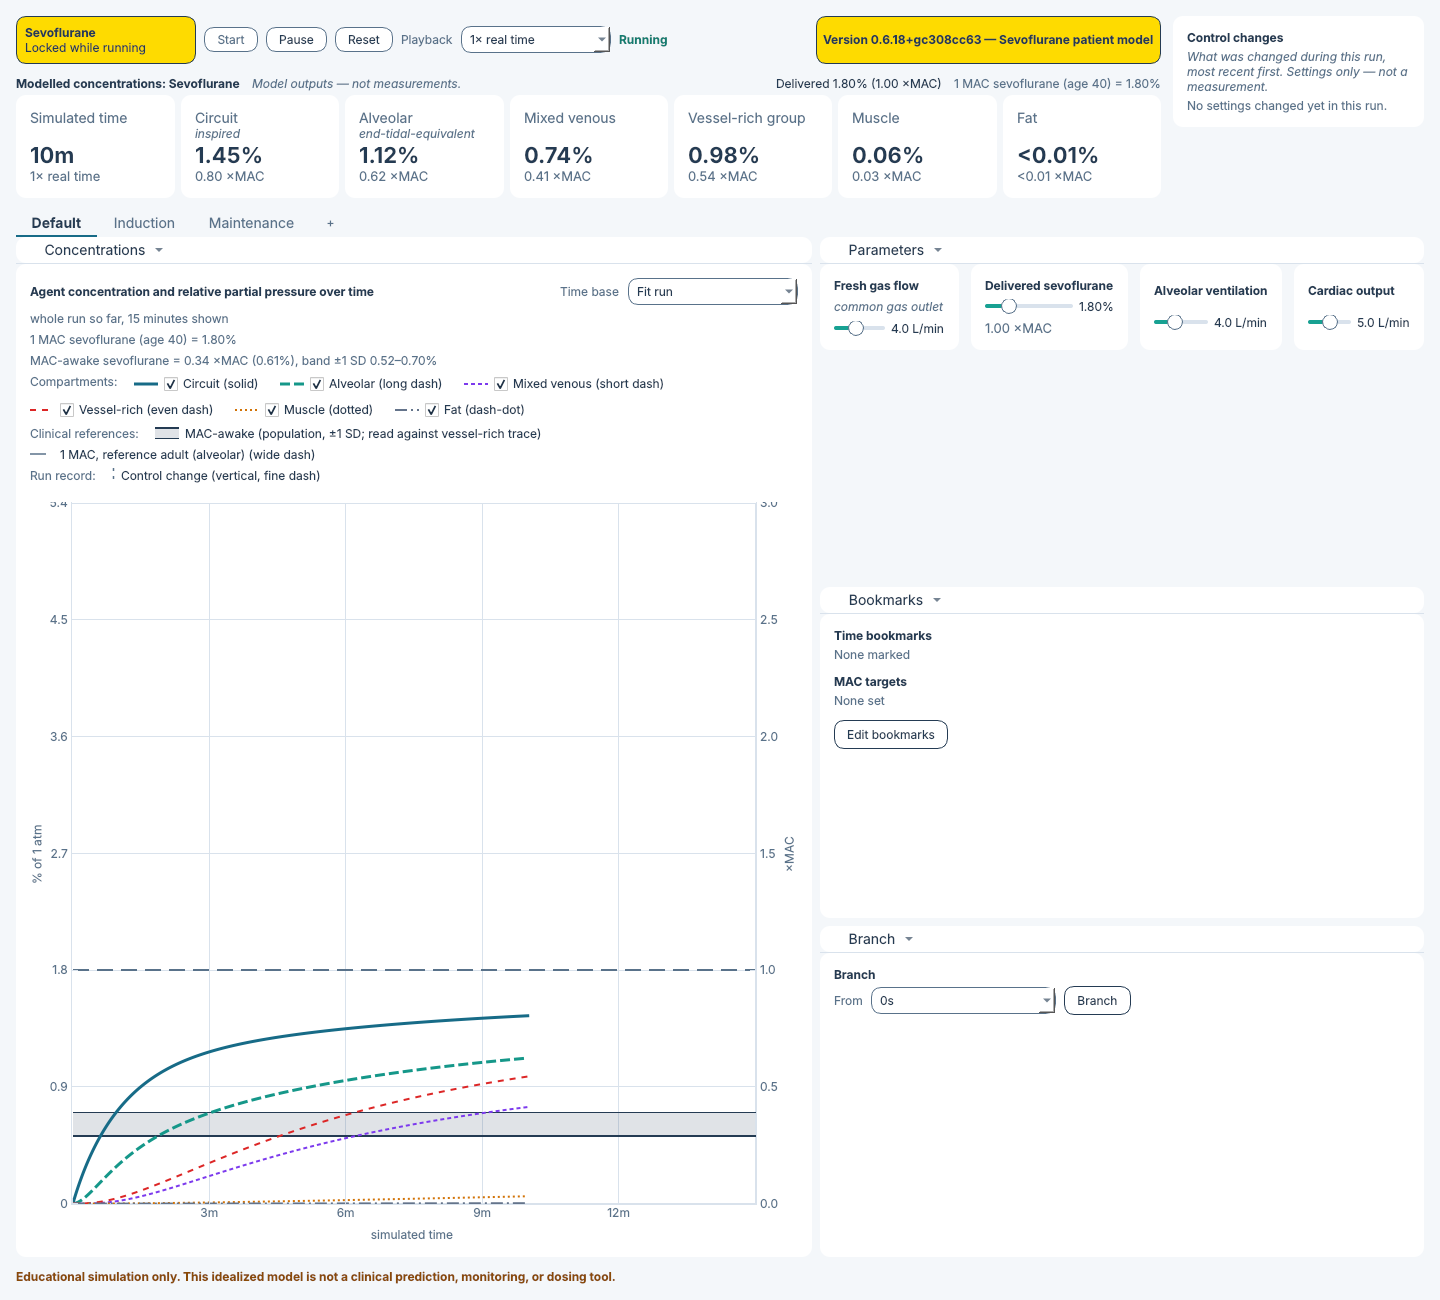 Sevoflurane
Locked while running
Start
Pause
Reset
Playback
1× real time
Running
Version 0.6.18+gc308cc63 — Sevoflurane patient model
Control changes
What was changed during this run,
most recent first. Settings only — not a
measurement.
No settings changed yet in this run.
Modelled concentrations: Sevoflurane
Model outputs — not measurements.
Delivered 1.80% (1.00 ×MAC)
1 MAC sevoflurane (age 40) = 1.80%
Simulated time
10m
1× real time
Circuit
inspired
1.45%
0.80 ×MAC
Alveolar
end-tidal-equivalent
1.12%
0.62 ×MAC
Mixed venous
0.74%
0.41 ×MAC
Vessel-rich group
0.98%
0.54 ×MAC
Muscle
0.06%
0.03 ×MAC
Fat
<0.01%
<0.01 ×MAC
Default
Induction
Maintenance
+
Concentrations
Agent concentration and relative partial pressure over time
Time base
Fit run
whole run so far, 15 minutes shown
1 MAC sevoflurane (age 40) = 1.80%
MAC-awake sevoflurane = 0.34 ×MAC (0.61%), band ±1 SD 0.52–0.70%
Compartments:
Circuit (solid)
Alveolar (long dash)
Mixed venous (short dash)
Vessel-rich (even dash)
Muscle (dotted)
Fat (dash-dot)
Clinical references:
MAC-awake (population, ±1 SD; read against vessel-rich trace)
1 MAC, reference adult (alveolar) (wide dash)
Run record:
Control change (vertical, fine dash)
5.4
4.5
3.6
2.7
1.8
0.9
0
% of 1 atm
3.0
2.5
2.0
1.5
1.0
0.5
0.0
×MAC
3m
6m
9m
12m
simulated time
Parameters
Fresh gas flow
common gas outlet
4.0 L/min
Delivered sevoflurane
1.80%
1.00 ×MAC
Alveolar ventilation
4.0 L/min
Cardiac output
5.0 L/min
Bookmarks
Time bookmarks
None marked
MAC targets
None set
Edit bookmarks
Branch
Branch
From
0s
Branch
Educational simulation only. This idealized model is not a clinical prediction, monitoring, or dosing tool.